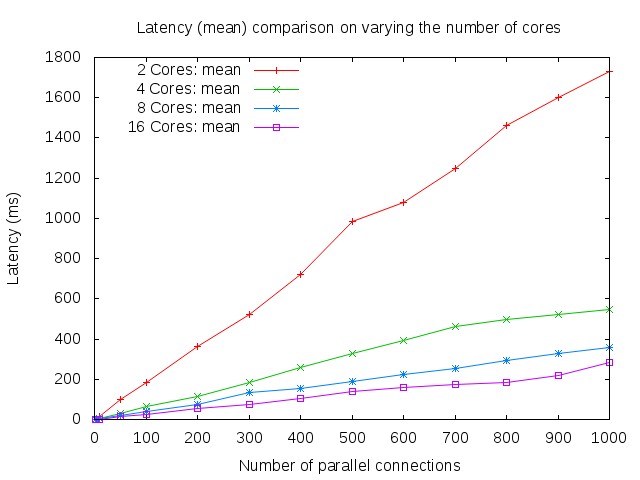 Latency (mean) comparison on varying the number of cores
1800
1600
1400
1200
1000
800
600
400
200
0
Latency (ms)
2 Cores: mean
4 Cores: mean
8 Cores: mean
16 Cores: mean
0 100 200 300 400 500 600 700 800 900 1000
Number of parallel connections